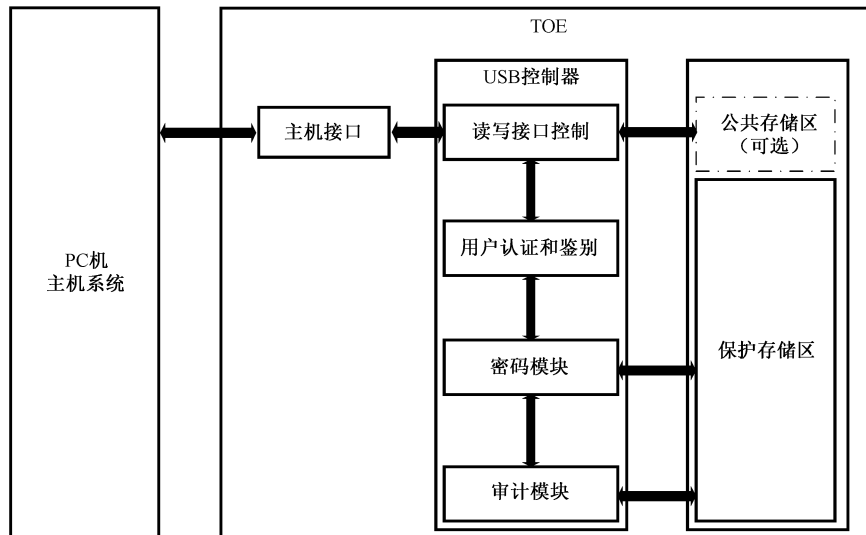 TOE
USB控制器
主机接口
读写接口控制
公共存储区
（可选）
用户认证和鉴别
PC机
主机系统
密码模块
保护存储区
审计模块